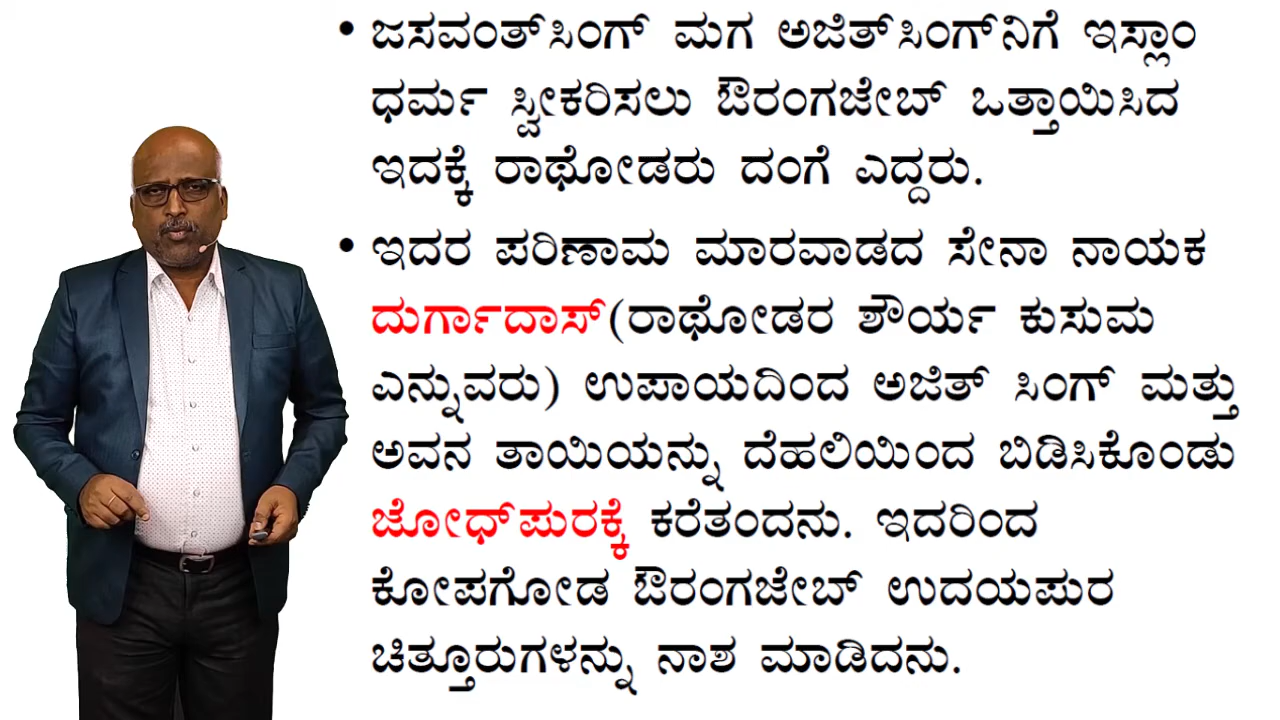 • ಜಸವಂತ್‌ಸಿಂಗ್ ಮಗ ಅಜಿತ್‌ಸಿಂಗ್‌ನಿಗೆ ಇಸ್ಲಾಂ
ಧರ್ಮ ಸ್ವೀಕರಿಸಲು ಔರಂಗಜೇಬ್ ಒತ್ತಾಯಿಸಿದ
ಇದಕ್ಕೆ ರಾಥೋಡರು ದಂಗೆ ಎದ್ದರು.
• ಇದರ ಪರಿಣಾಮ ಮಾರವಾಡದ ಸೇನಾ ನಾಯಕ
ದುರ್ಗಾದಾಸ್(ರಾಥೋಡರ ಶೌರ್ಯ ಕುಸುಮ
ಎನ್ನುವರು) ಉಪಾಯದಿಂದ ಅಜಿತ್ ಸಿಂಗ್ ಮತ್ತು
ಅವನ ತಾಯಿಯನ್ನು ದೆಹಲಿಯಿಂದ ಬಿಡಿಸಿಕೊಂಡು
ಜೋಧ್‌ಪುರಕ್ಕೆ ಕರೆತಂದನು. ಇದರಿಂದ
ಕೋಪಗೋಡ ಔರಂಗಜೇಬ್ ಉದಯಪುರ
ಚಿತ್ತೂರುಗಳನ್ನು ನಾಶ ಮಾಡಿದನು.